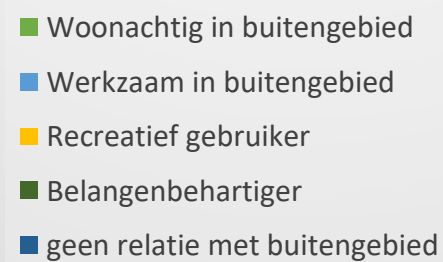 Woonachtig in buitengebied
Werkzaam in buitengebied
Recreatief gebruiker
Belangenbehartiger
geen relatie met buitengebied